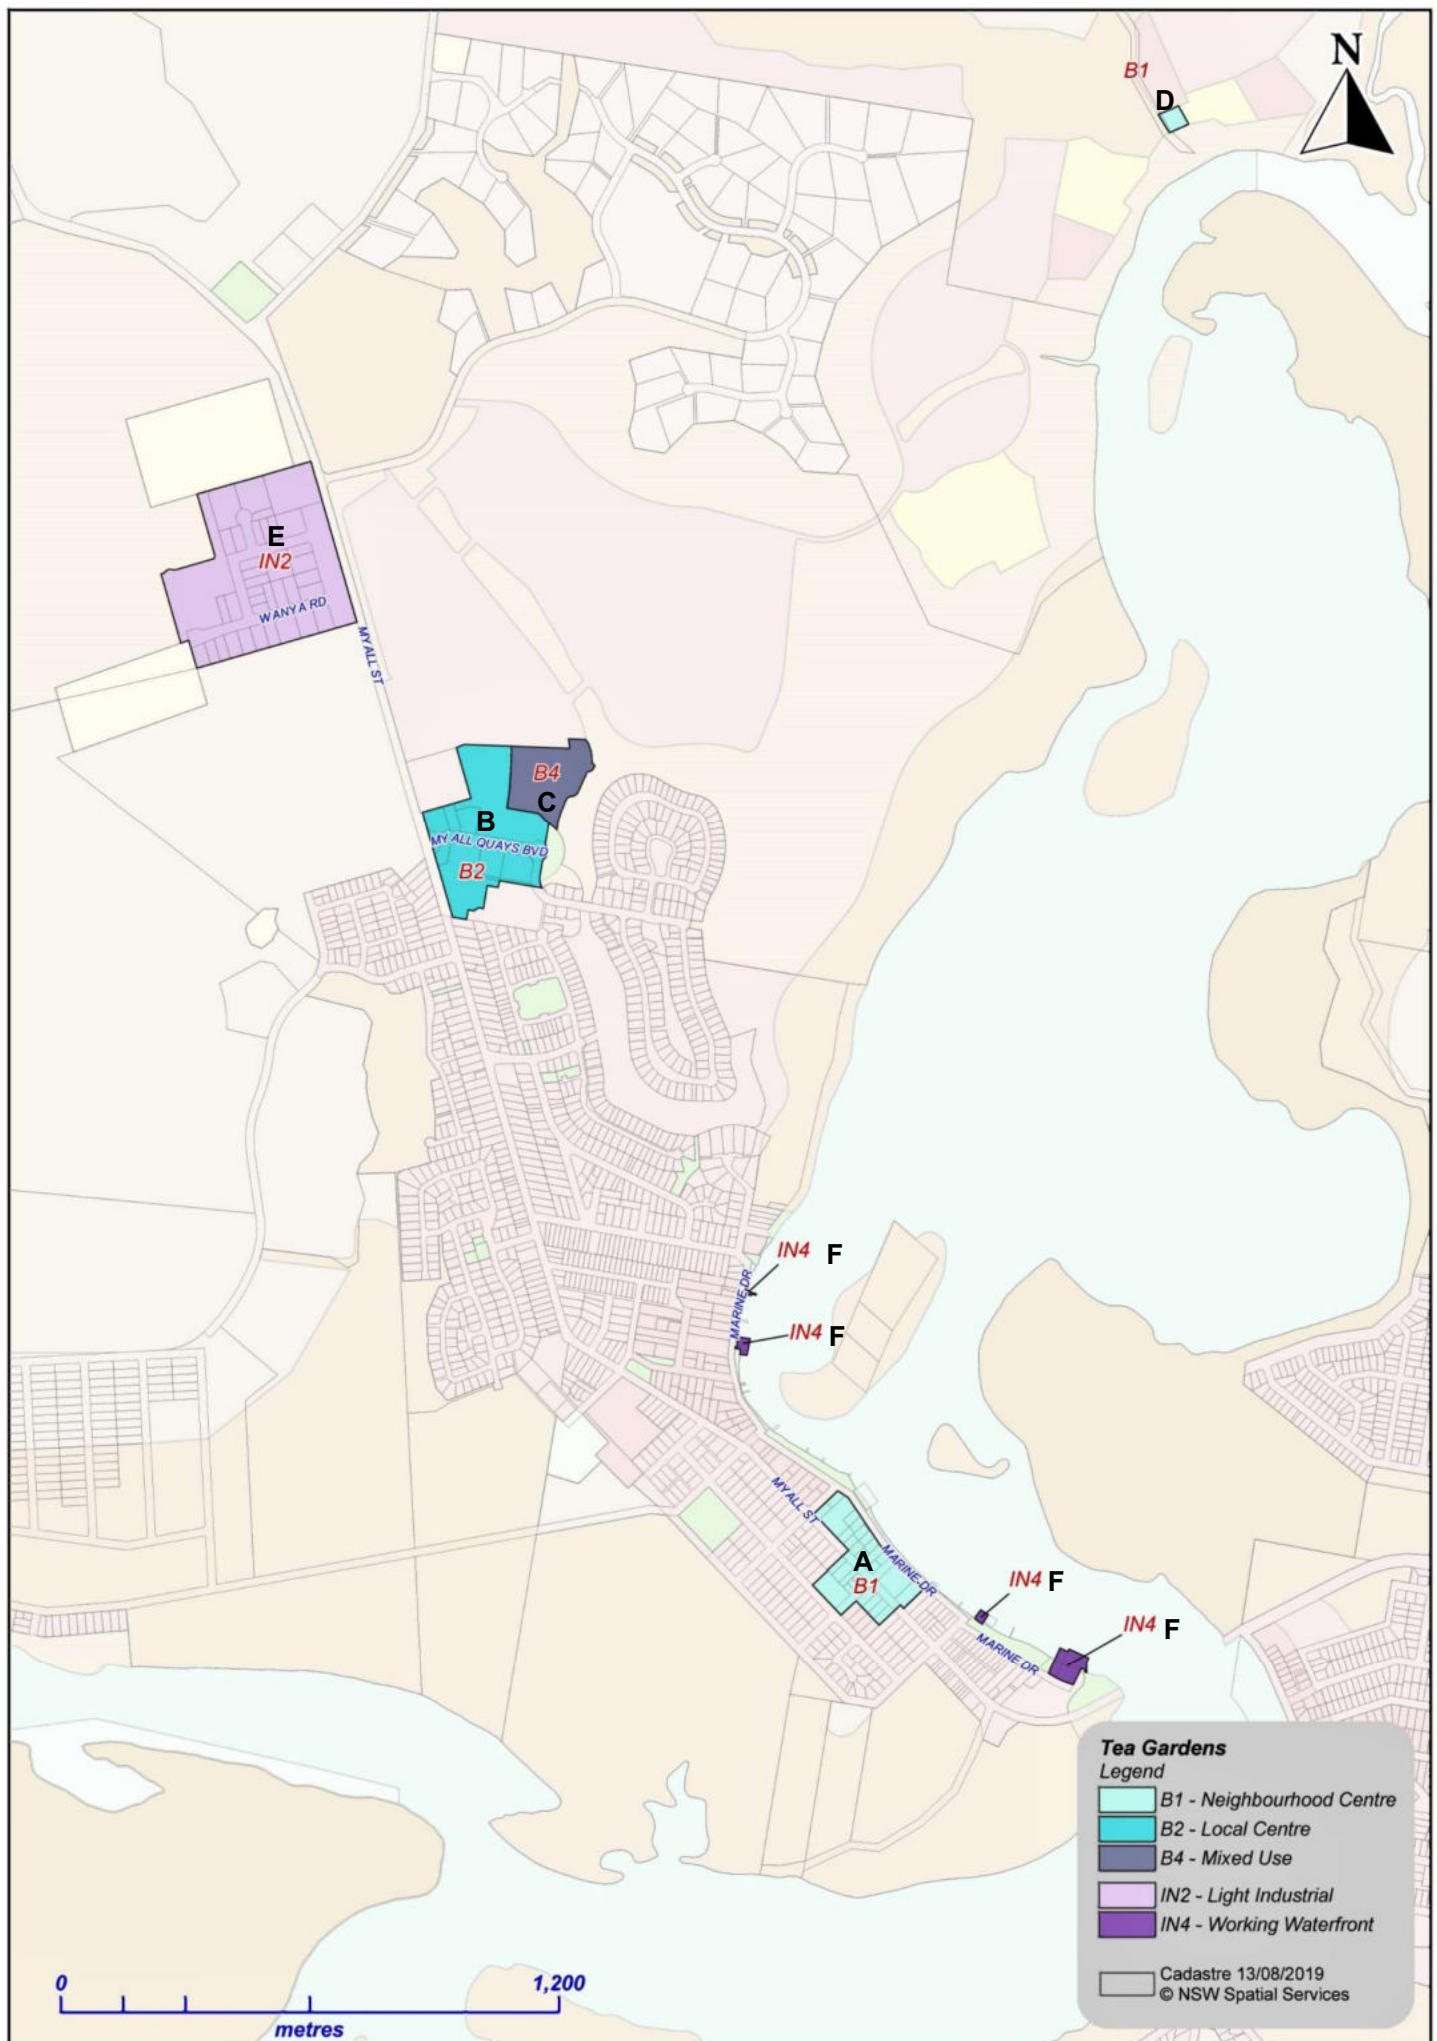 N
B1
D
E
IN2
WANYA RD
MYALL ST
B4
C
B
MYALL QUAYS BVD
B2
IN4 F
MARINE DR
IN4 F
MYALL ST
A
B1
MARINE DR
IN4 F
IN4 F
MARINE DR
Tea Gardens
Legend
B1 - Neighbourhood Centre
B2 - Local Centre
B4 - Mixed Use
IN2 - Light Industrial
IN4 - Working Waterfront
Cadastre 13/08/2019
© NSW Spatial Services
0 1,200
metres